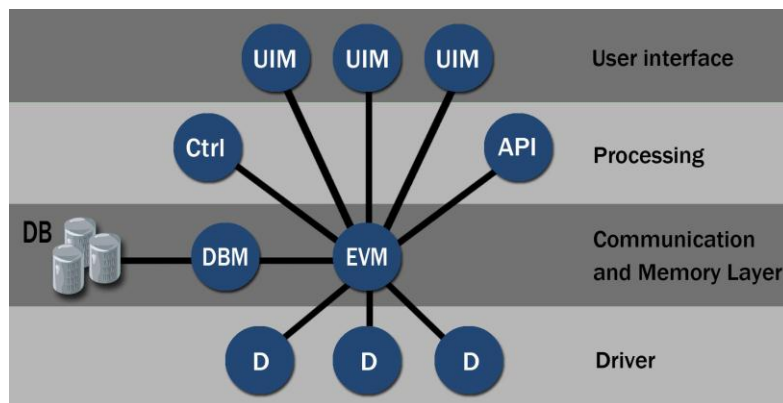 UIM UIM UIM User interface
Ctrl API Processing
DB DBM EVM Communication
and Memory Layer
D D D Driver